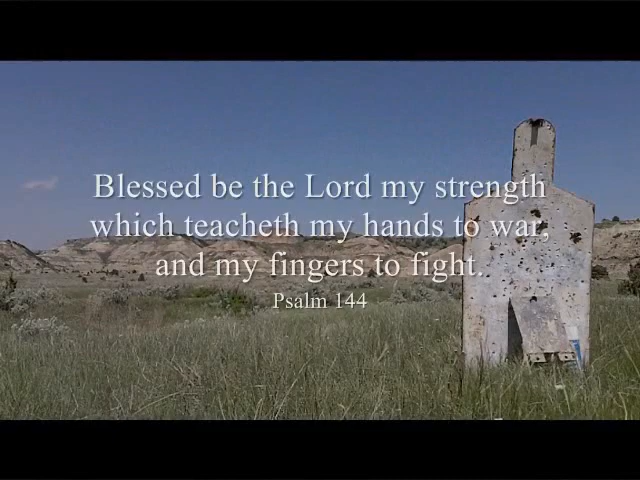 Blessed be the Lord my strength
which teacheth my hands to war,
and my fingers to fight.
Psalm 144